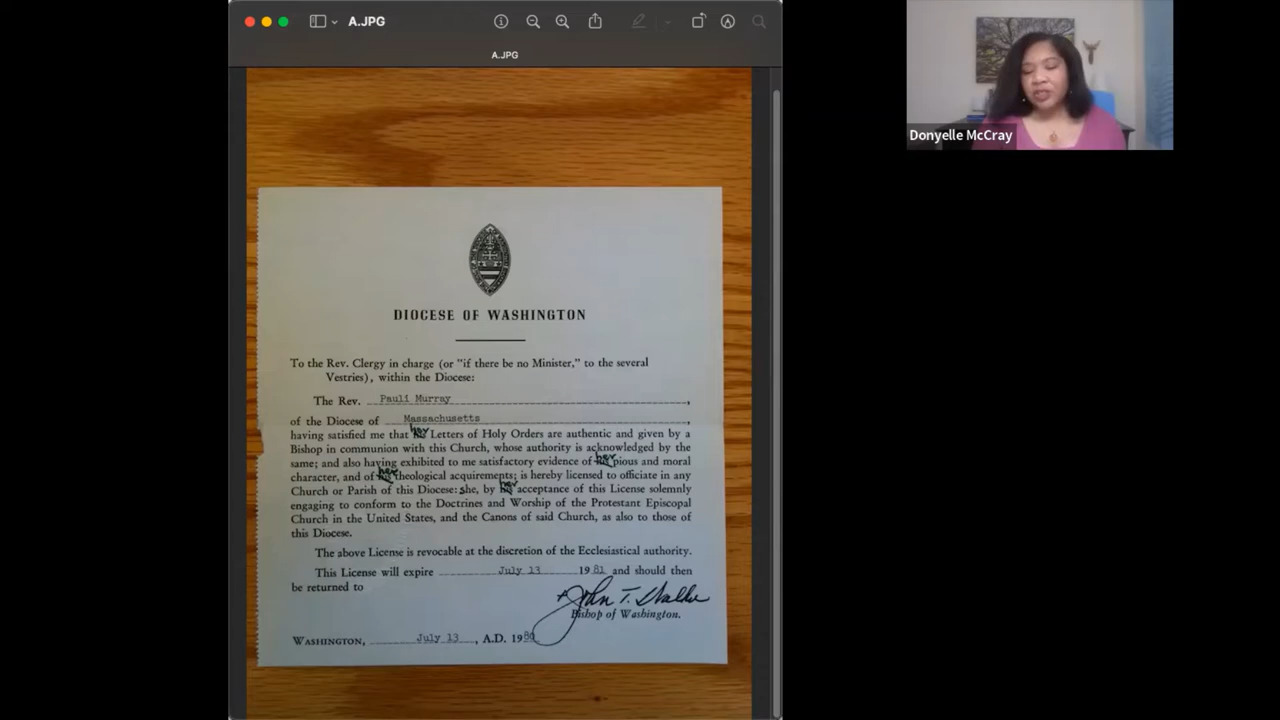 A.JPG
A.JPG
Donyelle McCray
DIOCESE OF WASHINGTON
To the Rev. Clergy in charge (or "if there be no Minister," to the several
Vestries), within the Diocese:
The Rev. Pauli Murray,
of the Diocese of Massachusetts,
having satisfied me that her Letters of Holy Orders are authentic and given by a
Bishop in communion with this Church, whose authority is acknowledged by the
same; and also having exhibited to me satisfactory evidence of her pious and moral
character, and of her theological acquirements; is hereby licensed to officiate in any
Church or Parish of this Diocese: she, by her acceptance of this License solemnly
engaging to conform to the Doctrines and Worship of the Protestant Episcopal
Church in the United States, and the Canons of said Church, as also to those of
this Diocese.
The above License is revocable at the discretion of the Ecclesiastical authority.
This License will expire July 13 1981 and should then
be returned to
John T. Walker
Bishop of Washington.
WASHINGTON, July 13, A.D. 1980